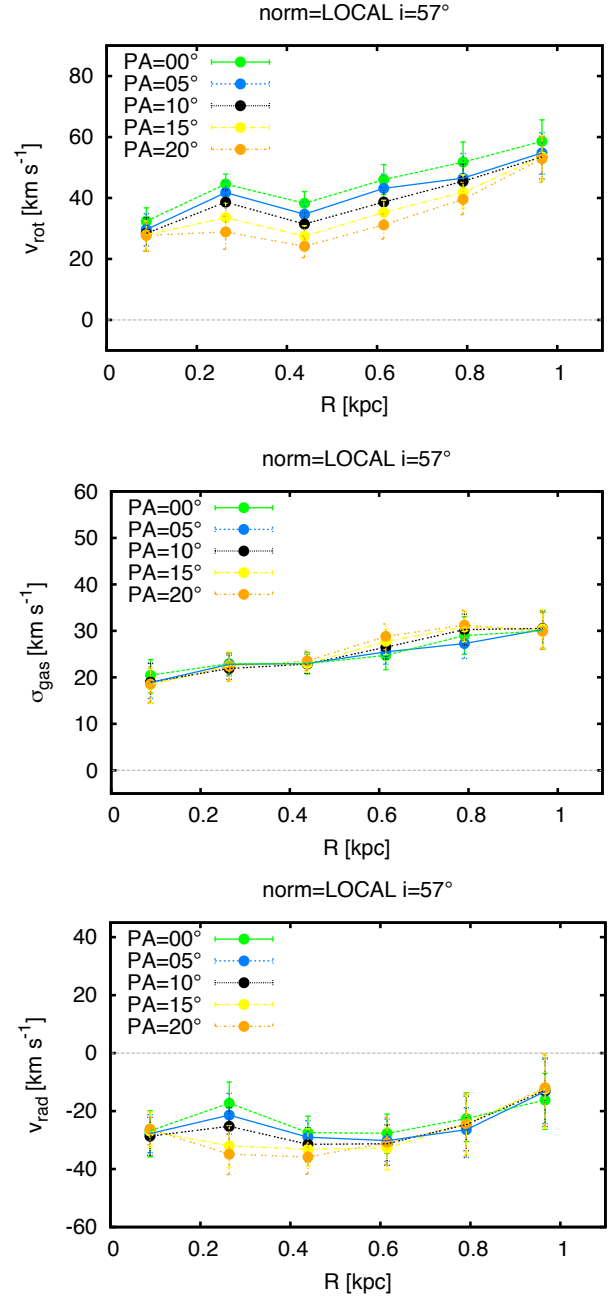 norm=LOCAL i=57°
80
60
40
20
0
v_rot [km s^-1]
PA=00°
PA=05°
PA=10°
PA=15°
PA=20°
0 0.2 0.4 0.6 0.8 1
R [kpc]
norm=LOCAL i=57°
60
50
40
30
20
10
0
σ_gas [km s^-1]
PA=00°
PA=05°
PA=10°
PA=15°
PA=20°
0 0.2 0.4 0.6 0.8 1
R [kpc]
norm=LOCAL i=57°
40
20
0
-20
-40
-60
v_rad [km s^-1]
PA=00°
PA=05°
PA=10°
PA=15°
PA=20°
0 0.2 0.4 0.6 0.8 1
R [kpc]